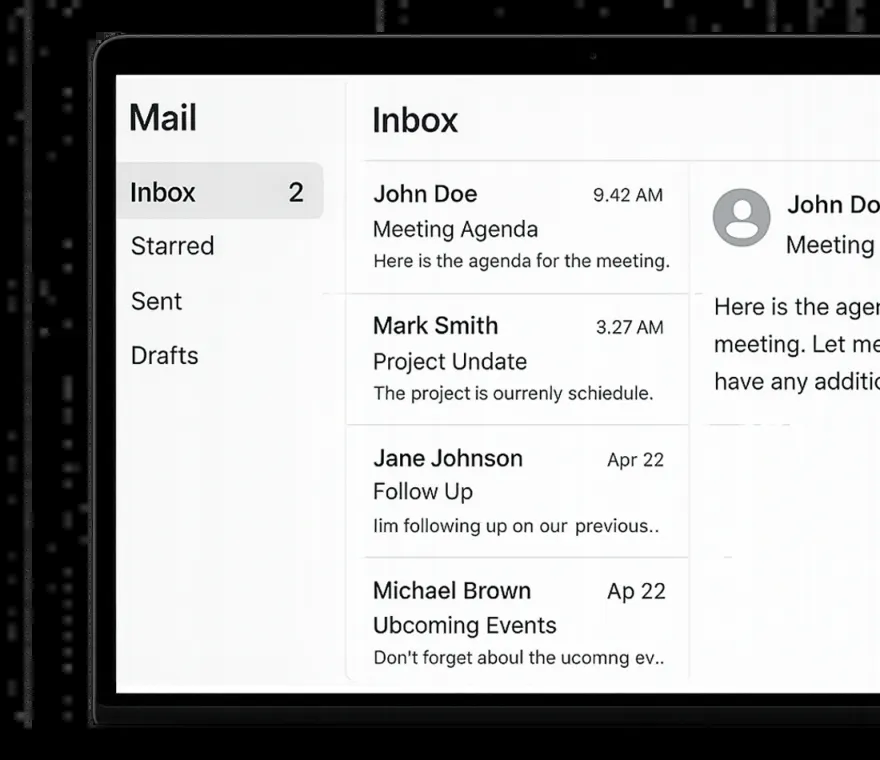 Mail
Inbox 2
Starred
Sent
Drafts
Inbox
John Doe 9.42 AM
Meeting Agenda
Here is the agenda for the meeting.
Mark Smith 3.27 AM
Project Undate
The project is ourrenly schiedule.
Jane Johnson Apr 22
Follow Up
Iim following up on our previous..
Michael Brown Ap 22
Ubcoming Events
Don't forget aboul the ucomng ev..
John Do
Meeting
Here is the agen
meeting. Let me
have any additio